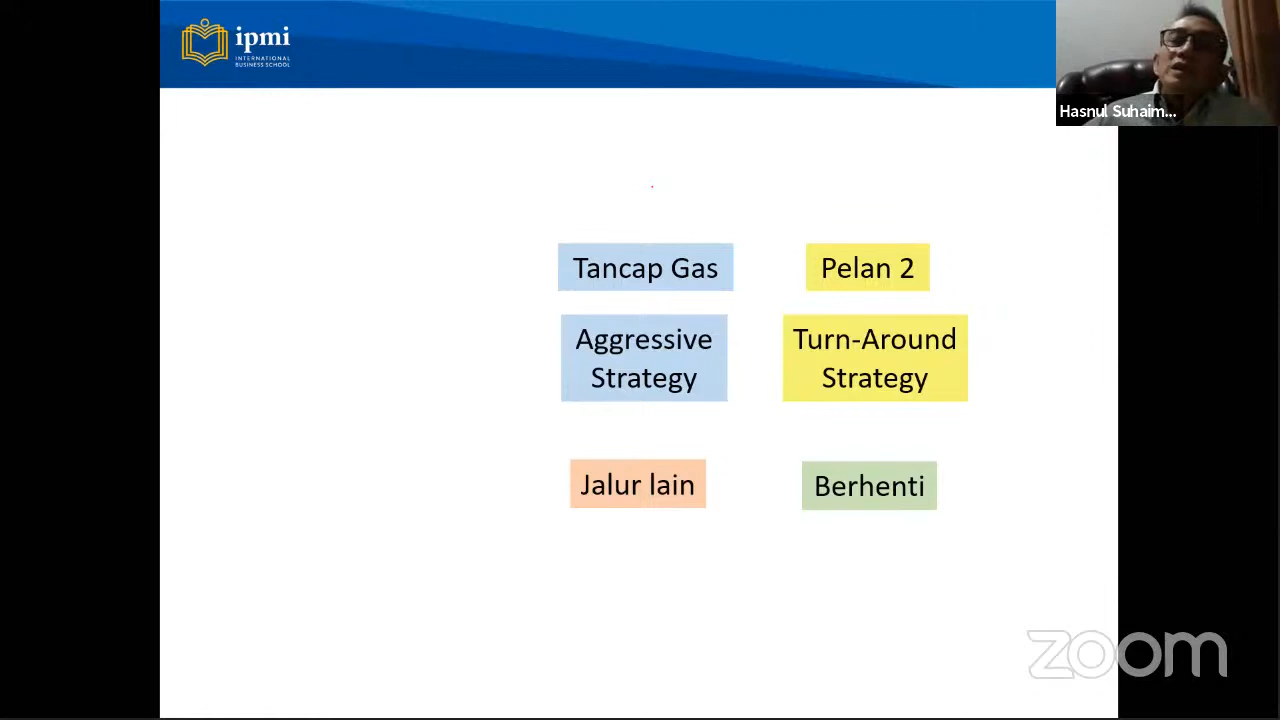 ipmi
INTERNATIONAL
BUSINESS SCHOOL
Hasnul Suhaim...
Tancap Gas
Pelan 2
Aggressive
Strategy
Turn-Around
Strategy
Jalur lain
Berhenti
zoom